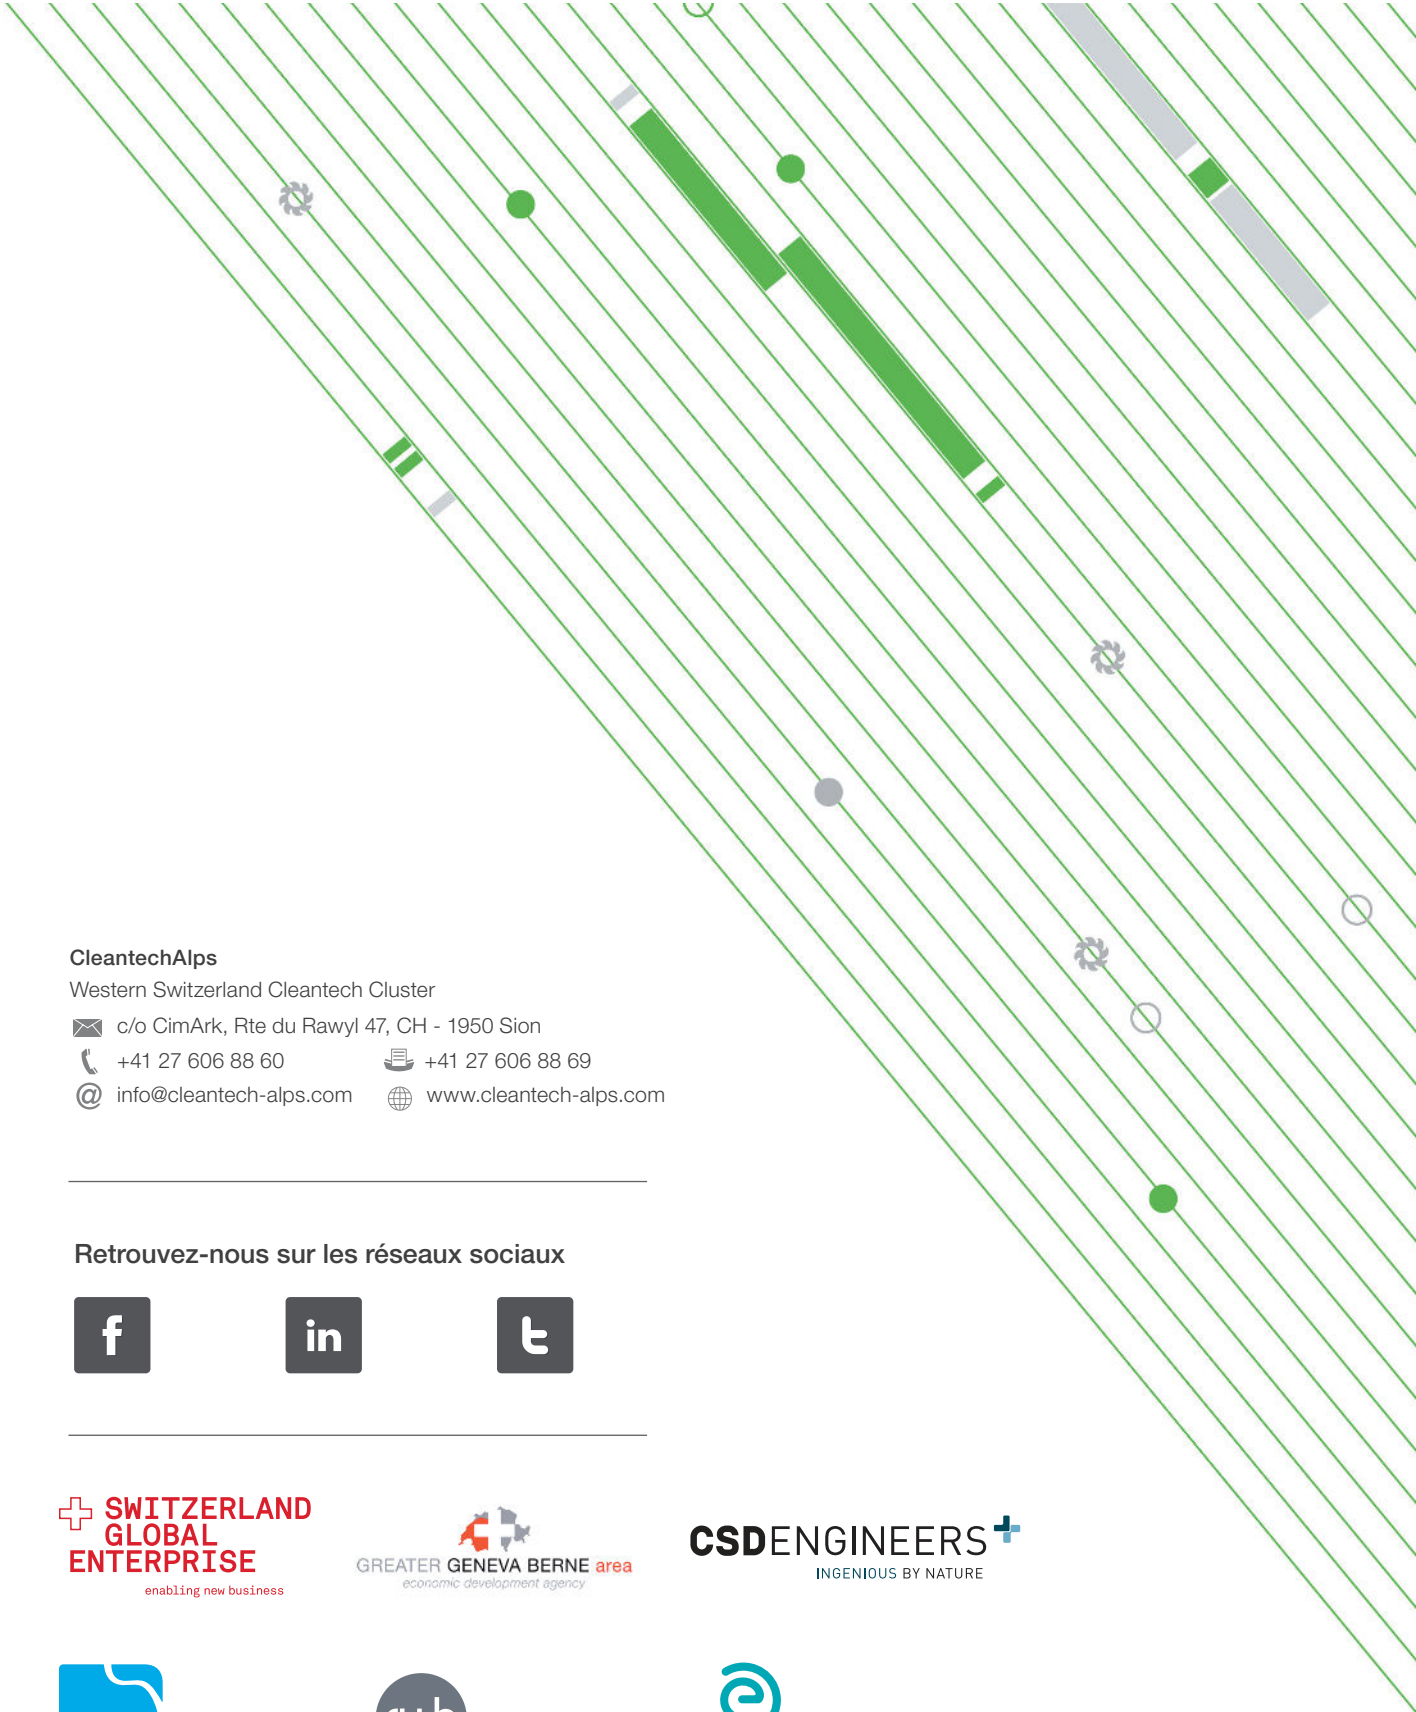 CleantechAlps
Western Switzerland Cleantech Cluster
c/o CimArk, Rte du Rawyl 47, CH - 1950 Sion
+41 27 606 88 60 +41 27 606 88 69
info@cleantech-alps.com www.cleantech-alps.com
Retrouvez-nous sur les réseaux sociaux
f in t
SWITZERLAND
GLOBAL
ENTERPRISE
enabling new business
GREATER GENEVA BERNE area
economic development agency
CSDENGINEERS
INGENIOUS BY NATURE